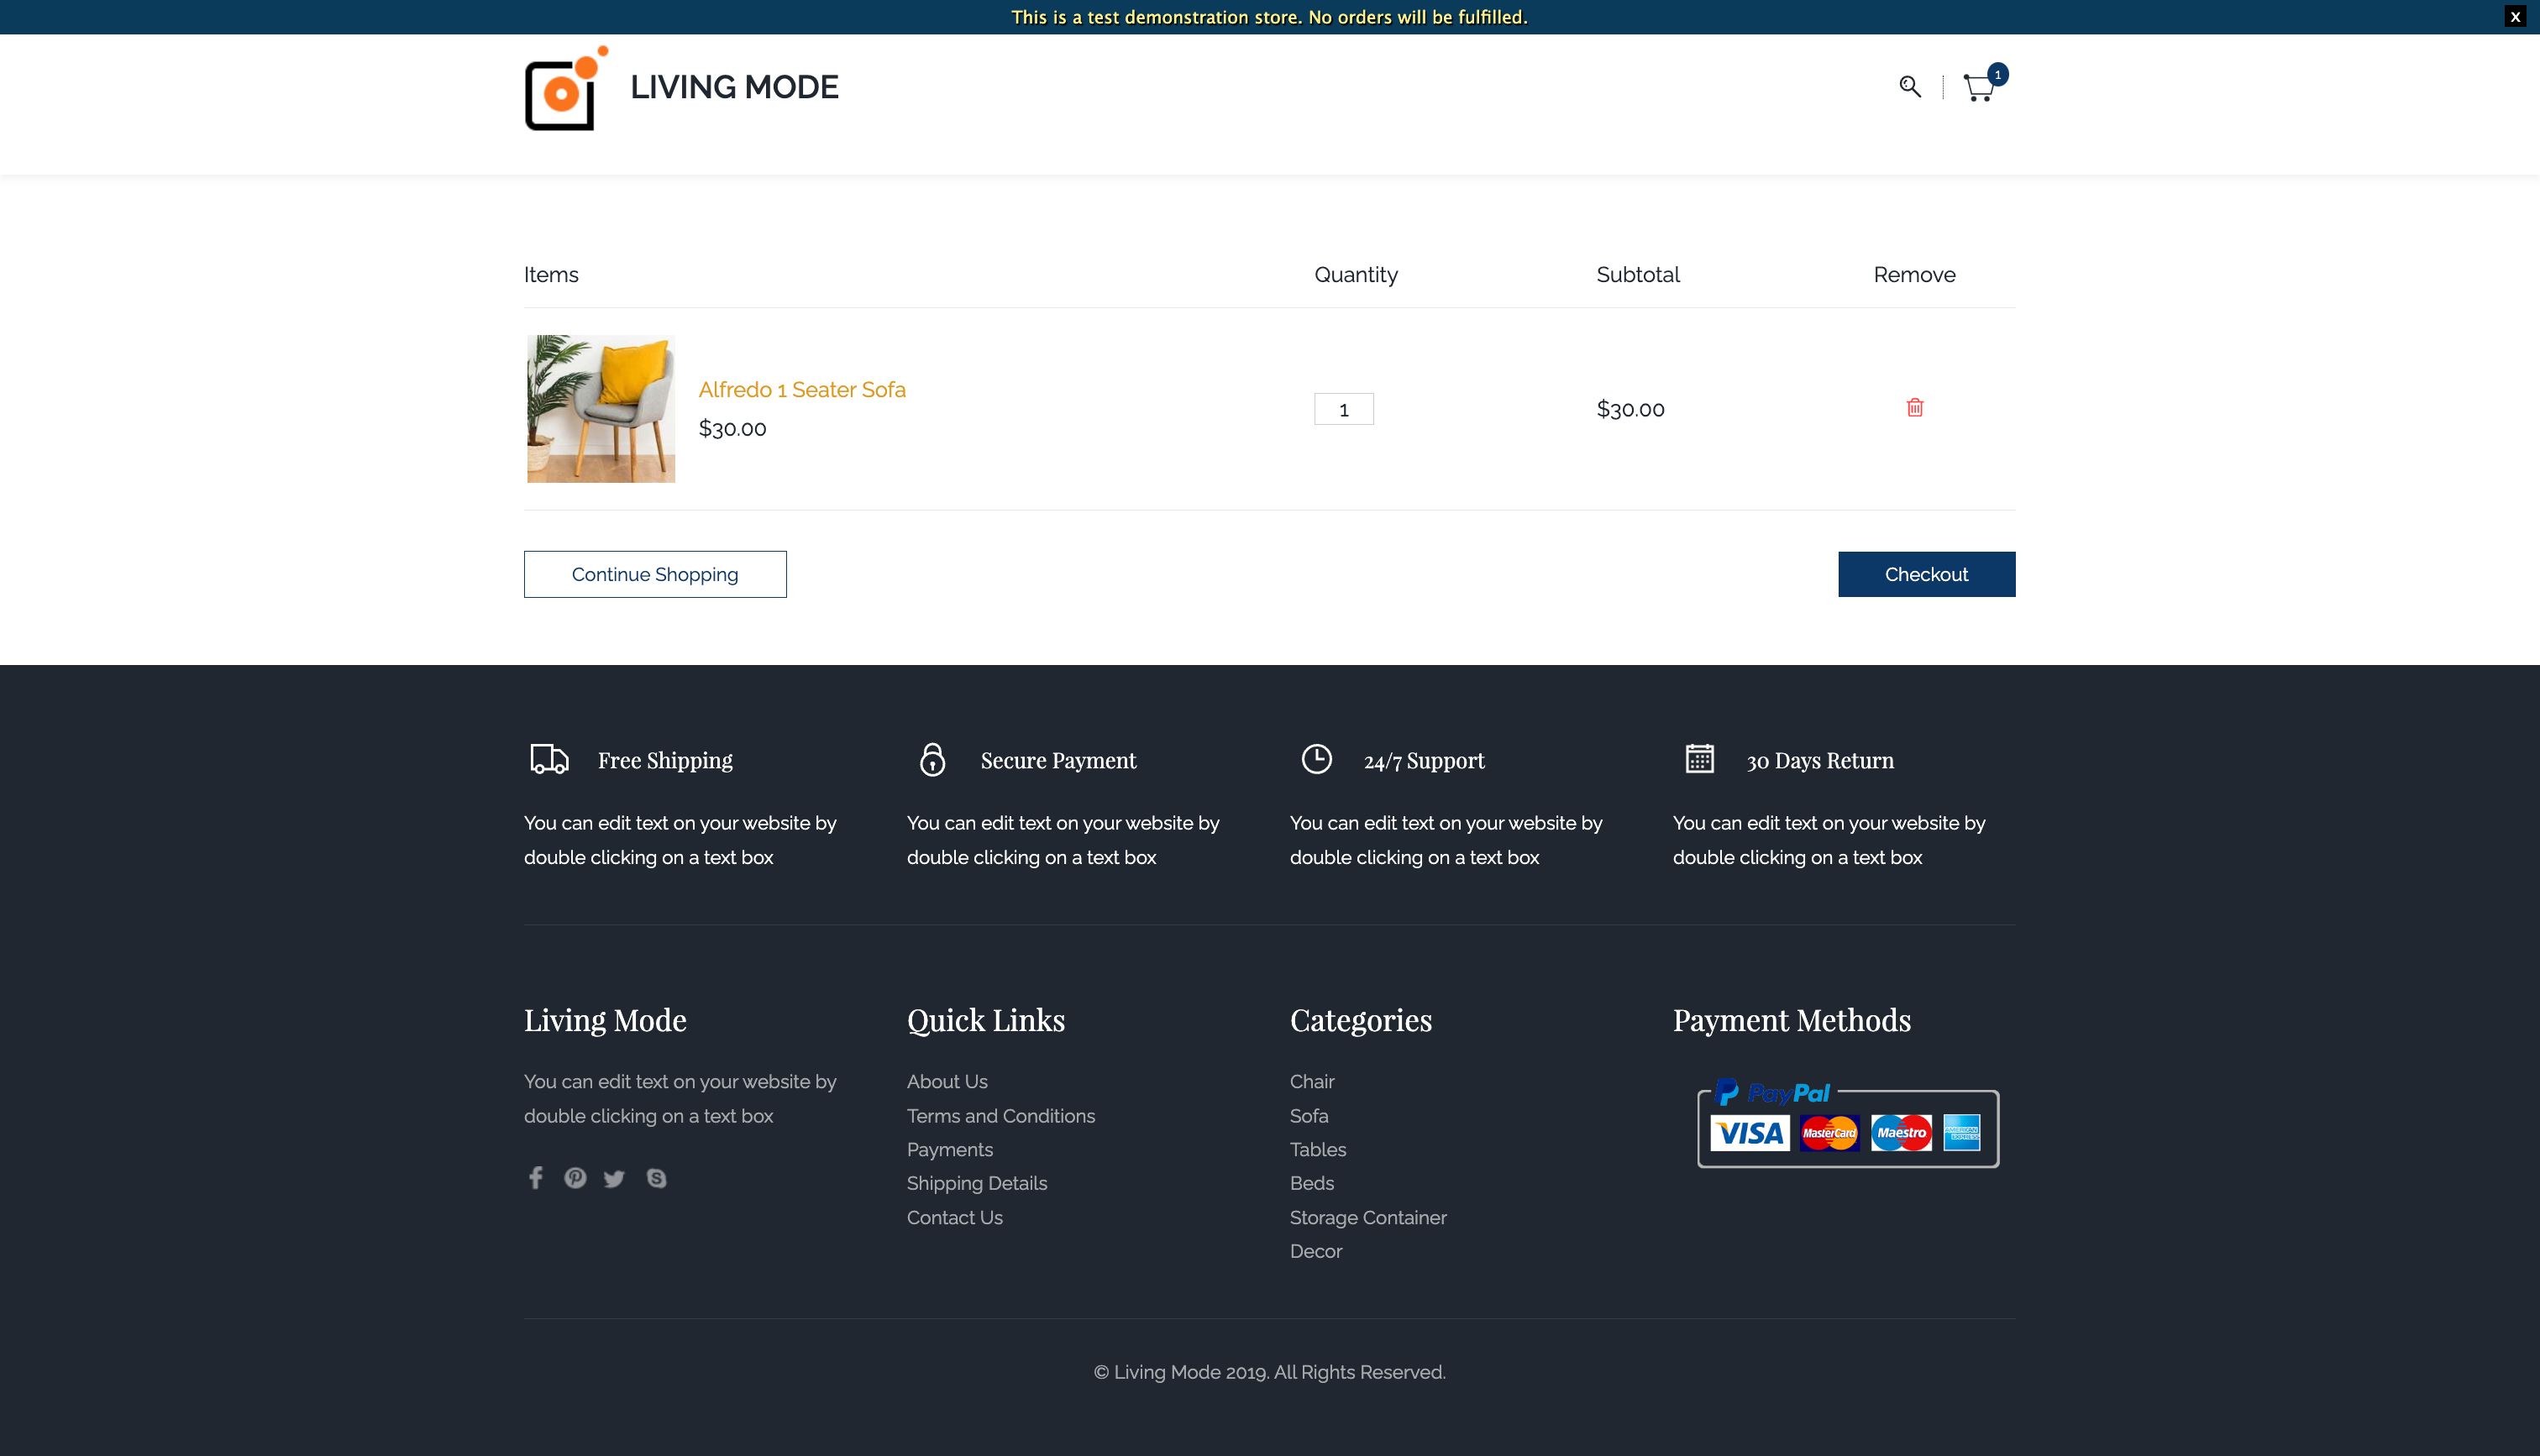 This is a test demonstration store. No orders will be fulfilled.
X
LIVING MODE
1
Items
Quantity
Subtotal
Remove
Alfredo 1 Seater Sofa
$30.00
1
$30.00
Continue Shopping
Checkout
Free Shipping
You can edit text on your website by
double clicking on a text box
Secure Payment
You can edit text on your website by
double clicking on a text box
24/7 Support
You can edit text on your website by
double clicking on a text box
30 Days Return
You can edit text on your website by
double clicking on a text box
Living Mode
You can edit text on your website by
double clicking on a text box
Quick Links
About Us
Terms and Conditions
Payments
Shipping Details
Contact Us
Categories
Chair
Sofa
Tables
Beds
Storage Container
Decor
Payment Methods
PayPal
VISA
MasterCard
Maestro
AMERICAN
EXPRESS
© Living Mode 2019. All Rights Reserved.